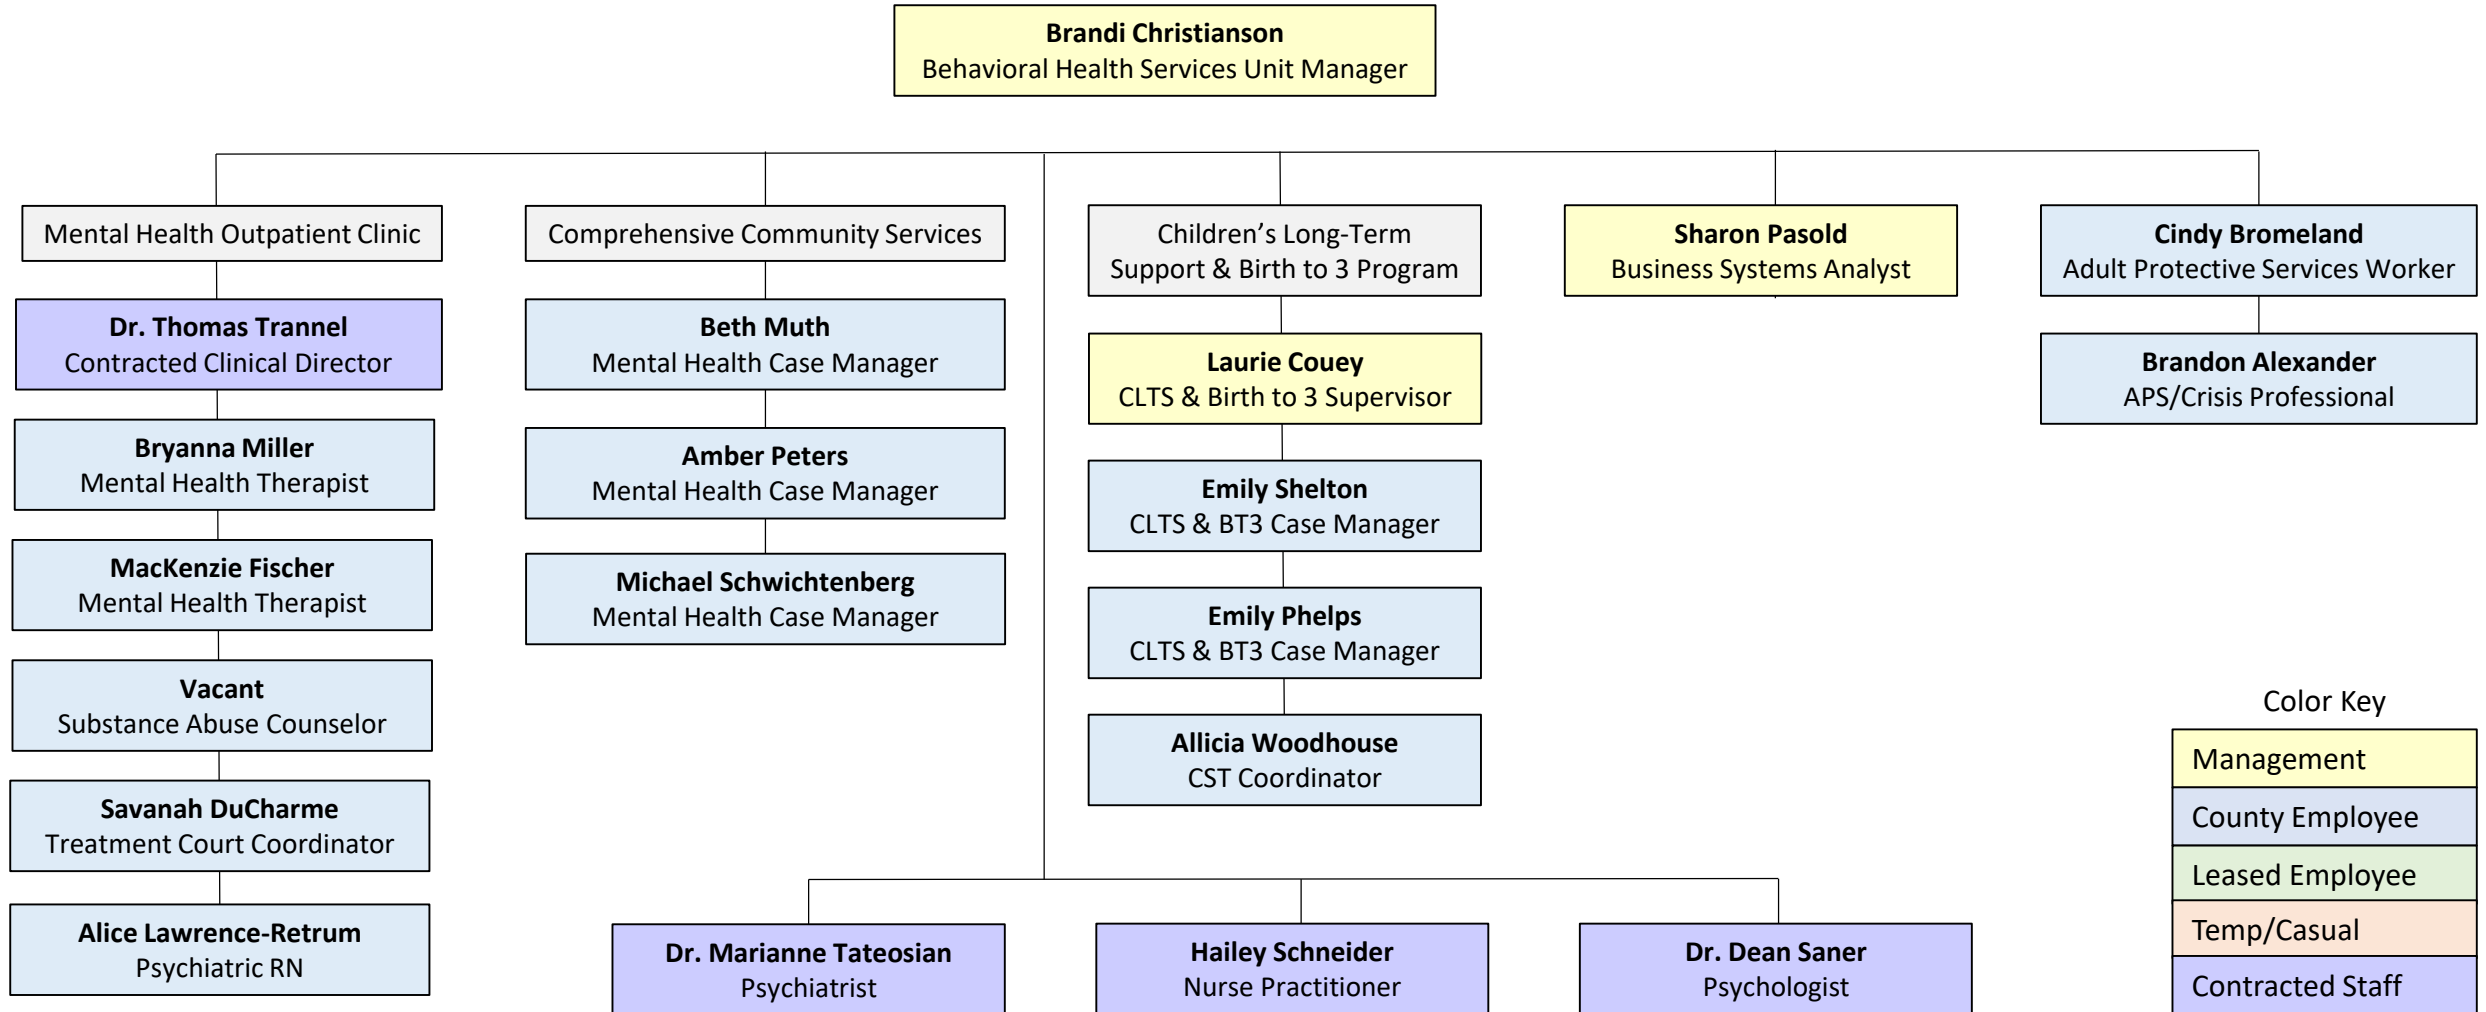 Brandi Christianson
Behavioral Health Services Unit Manager
Mental Health Outpatient Clinic
Dr. Thomas Trannel
Contracted Clinical Director
Bryanna Miller
Mental Health Therapist
MacKenzie Fischer
Mental Health Therapist
Vacant
Substance Abuse Counselor
Savanah DuCharme
Treatment Court Coordinator
Alice Lawrence-Retrum
Psychiatric RN
Comprehensive Community Services
Beth Muth
Mental Health Case Manager
Amber Peters
Mental Health Case Manager
Michael Schwichtenberg
Mental Health Case Manager
Children’s Long-Term
Support & Birth to 3 Program
Laurie Couey
CLTS & Birth to 3 Supervisor
Emily Shelton
CLTS & BT3 Case Manager
Emily Phelps
CLTS & BT3 Case Manager
Allicia Woodhouse
CST Coordinator
Sharon Pasold
Business Systems Analyst
Cindy Bromeland
Adult Protective Services Worker
Brandon Alexander
APS/Crisis Professional
Dr. Marianne Tateosian
Psychiatrist
Hailey Schneider
Nurse Practitioner
Dr. Dean Saner
Psychologist
Color Key
Management
County Employee
Leased Employee
Temp/Casual
Contracted Staff